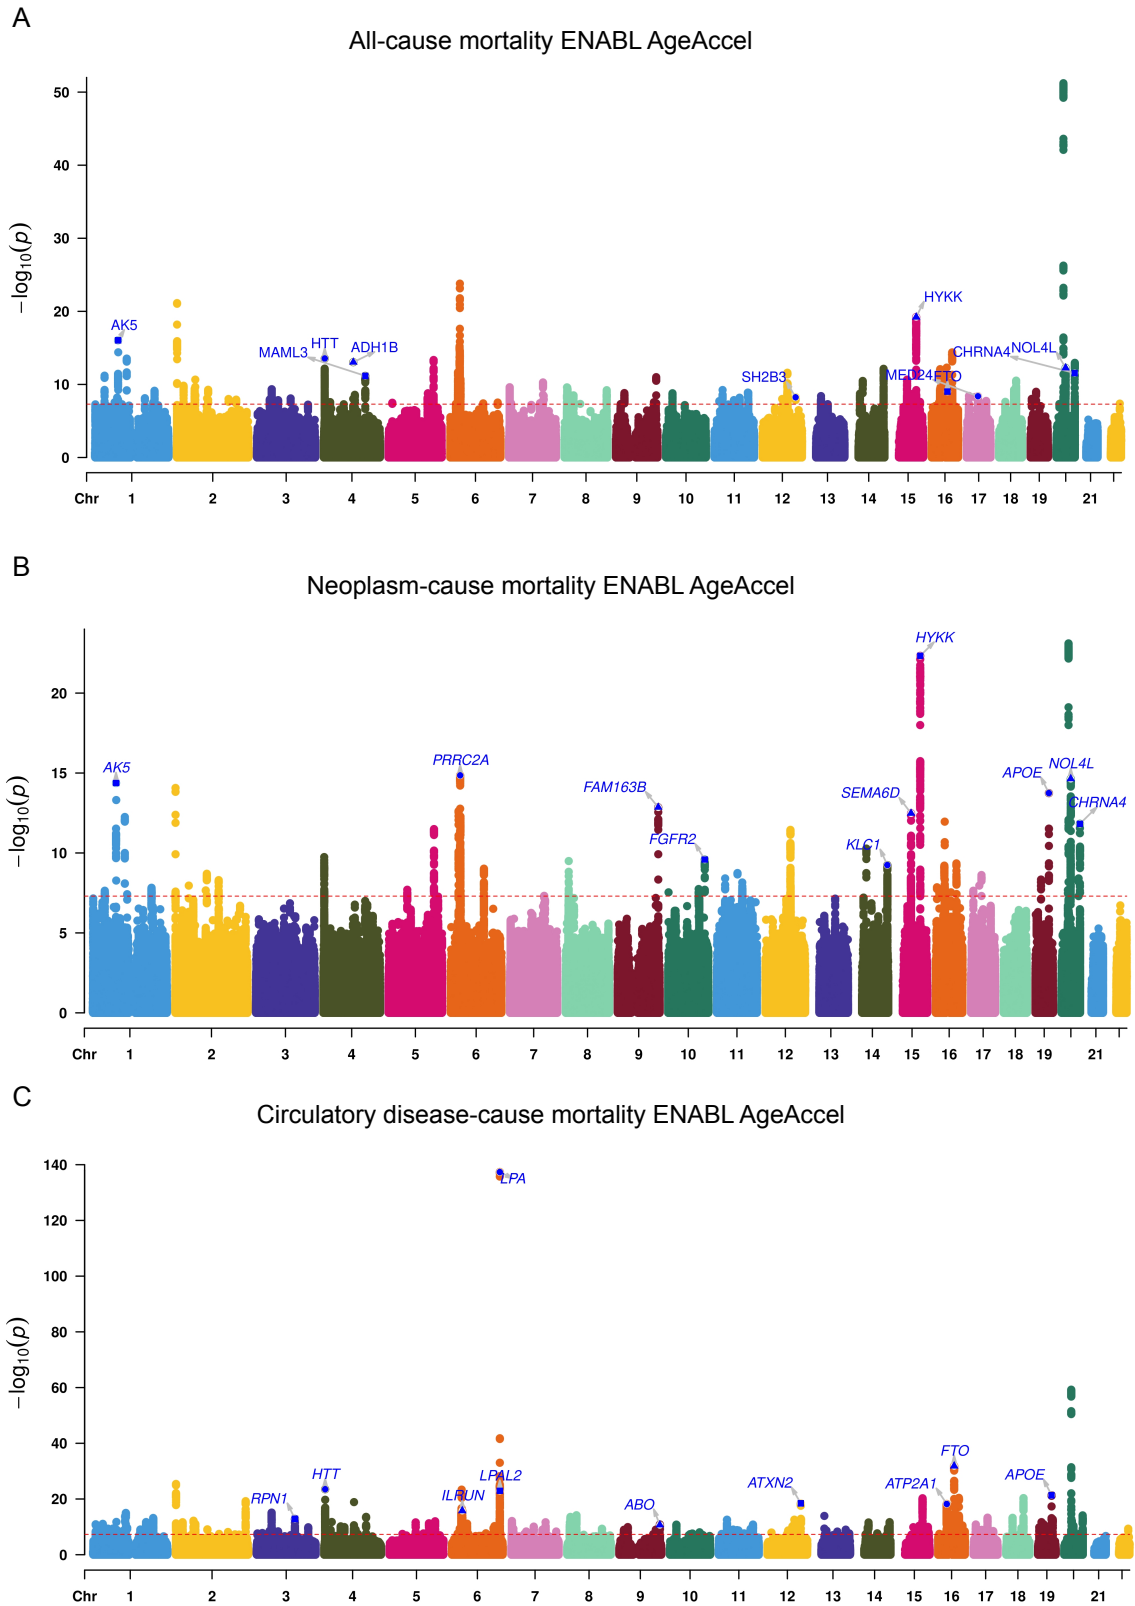 A
All-cause mortality ENABL AgeAccel
50
40
30
20
10
0
−log10(p)
AK5
MAML3
HTT
ADH1B
SH2B3
HYKK
MED24
FTO
CHRNA4
NOL4L
Chr 1 2 3 4 5 6 7 8 9 10 11 12 13 14 15 16 17 18 19 21
B
Neoplasm-cause mortality ENABL AgeAccel
20
15
10
5
0
−log10(p)
AK5
PRRC2A
FAM163B
FGFR2
SEMA6D
KLC1
HYKK
APOE
NOL4L
CHRNA4
Chr 1 2 3 4 5 6 7 8 9 10 11 12 13 14 15 16 17 18 19 21
C
Circulatory disease-cause mortality ENABL AgeAccel
140
120
100
80
60
40
20
0
−log10(p)
LPA
RPN1
HTT
ILRUN
LPAL2
ABO
ATXN2
ATP2A1
FTO
APOE
Chr 1 2 3 4 5 6 7 8 9 10 11 12 13 14 15 16 17 18 19 21